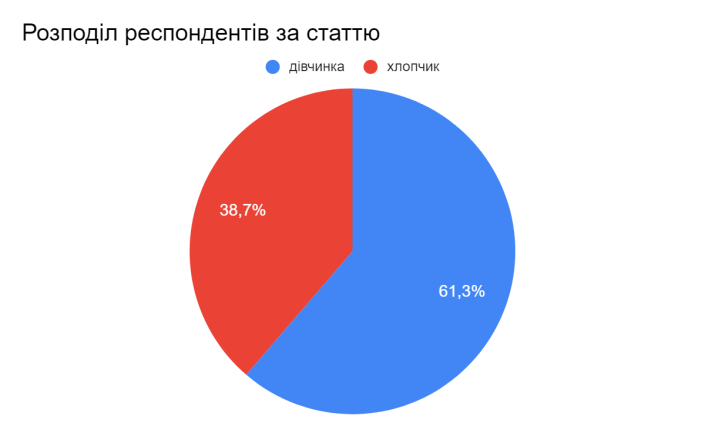 Розподіл респондентів за статтю
дівчинка хлопчик
38,7%
61,3%